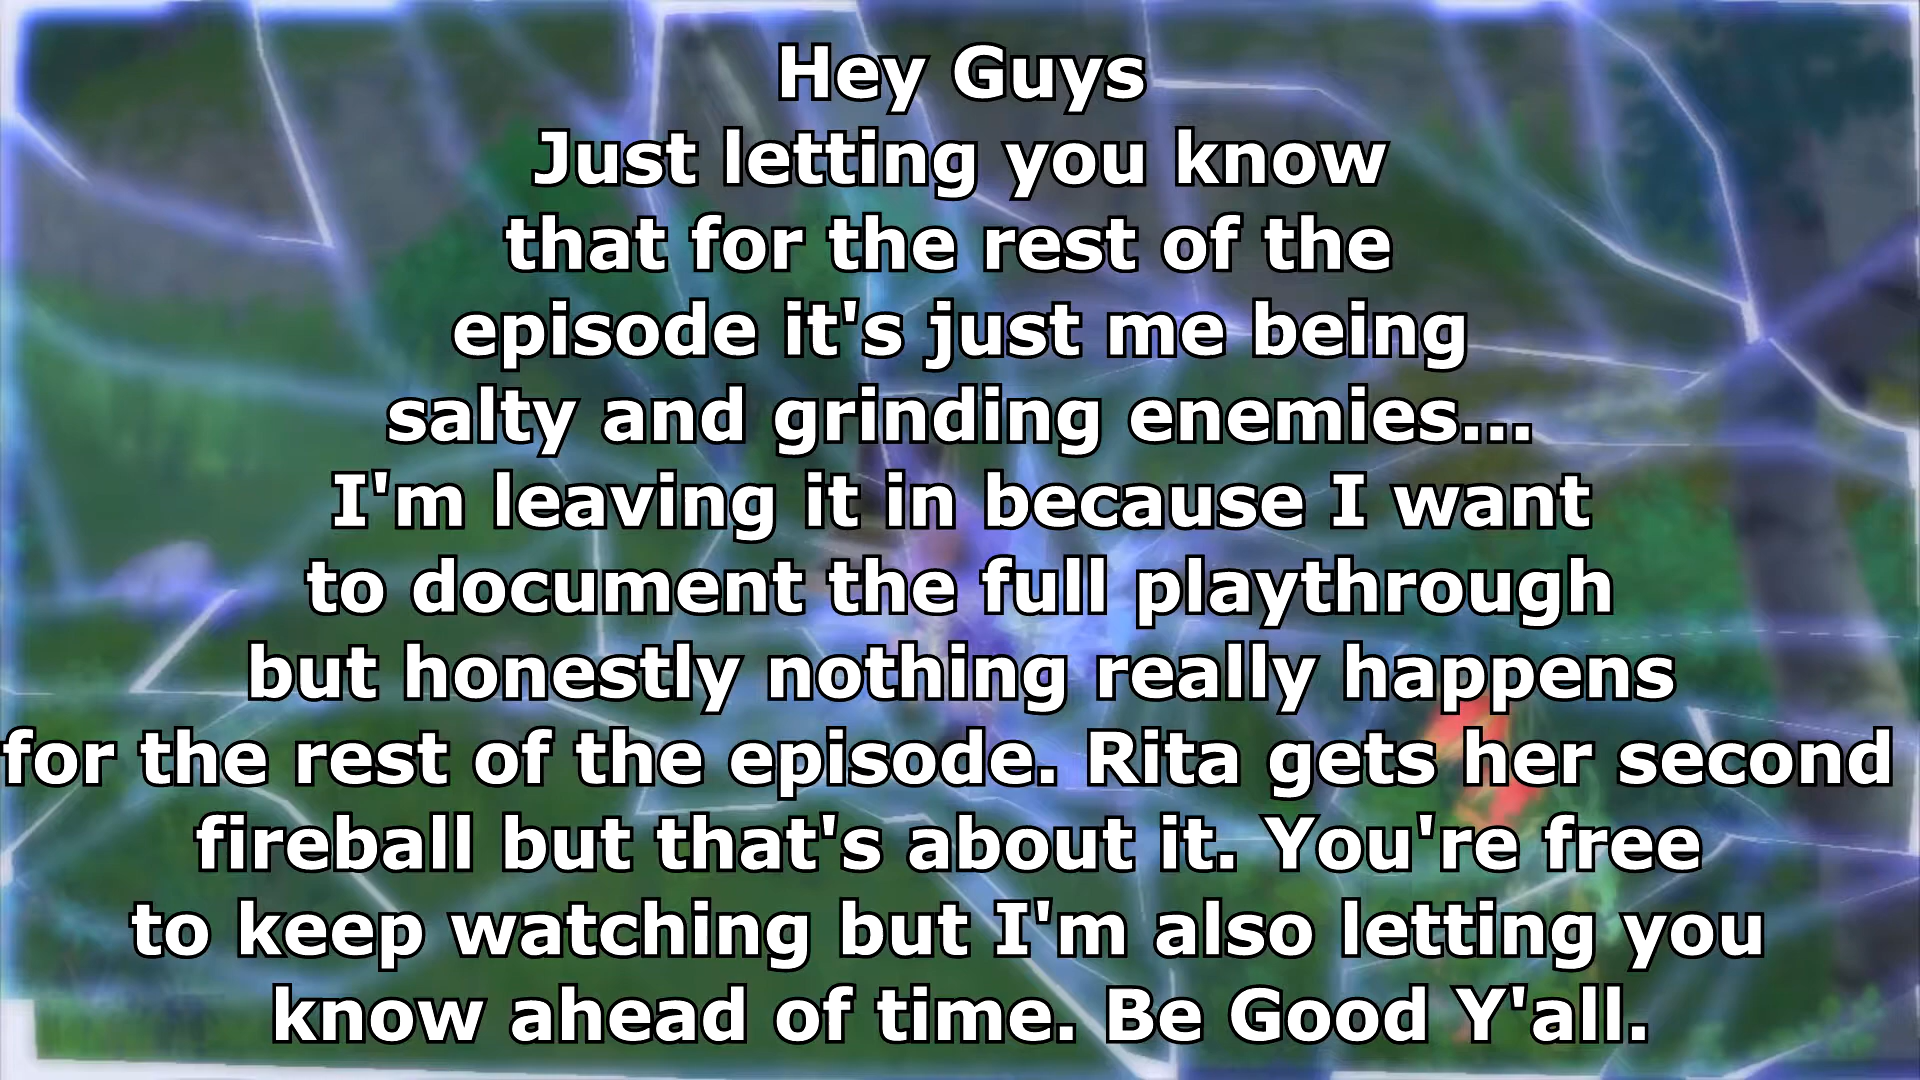 Hey Guys
Just letting you know
that for the rest of the
episode it's just me being
salty and grinding enemies...
I'm leaving it in because I want
to document the full playthrough
but honestly nothing really happens
for the rest of the episode. Rita gets her second
fireball but that's about it. You're free
to keep watching but I'm also letting you
know ahead of time. Be Good Y'all.